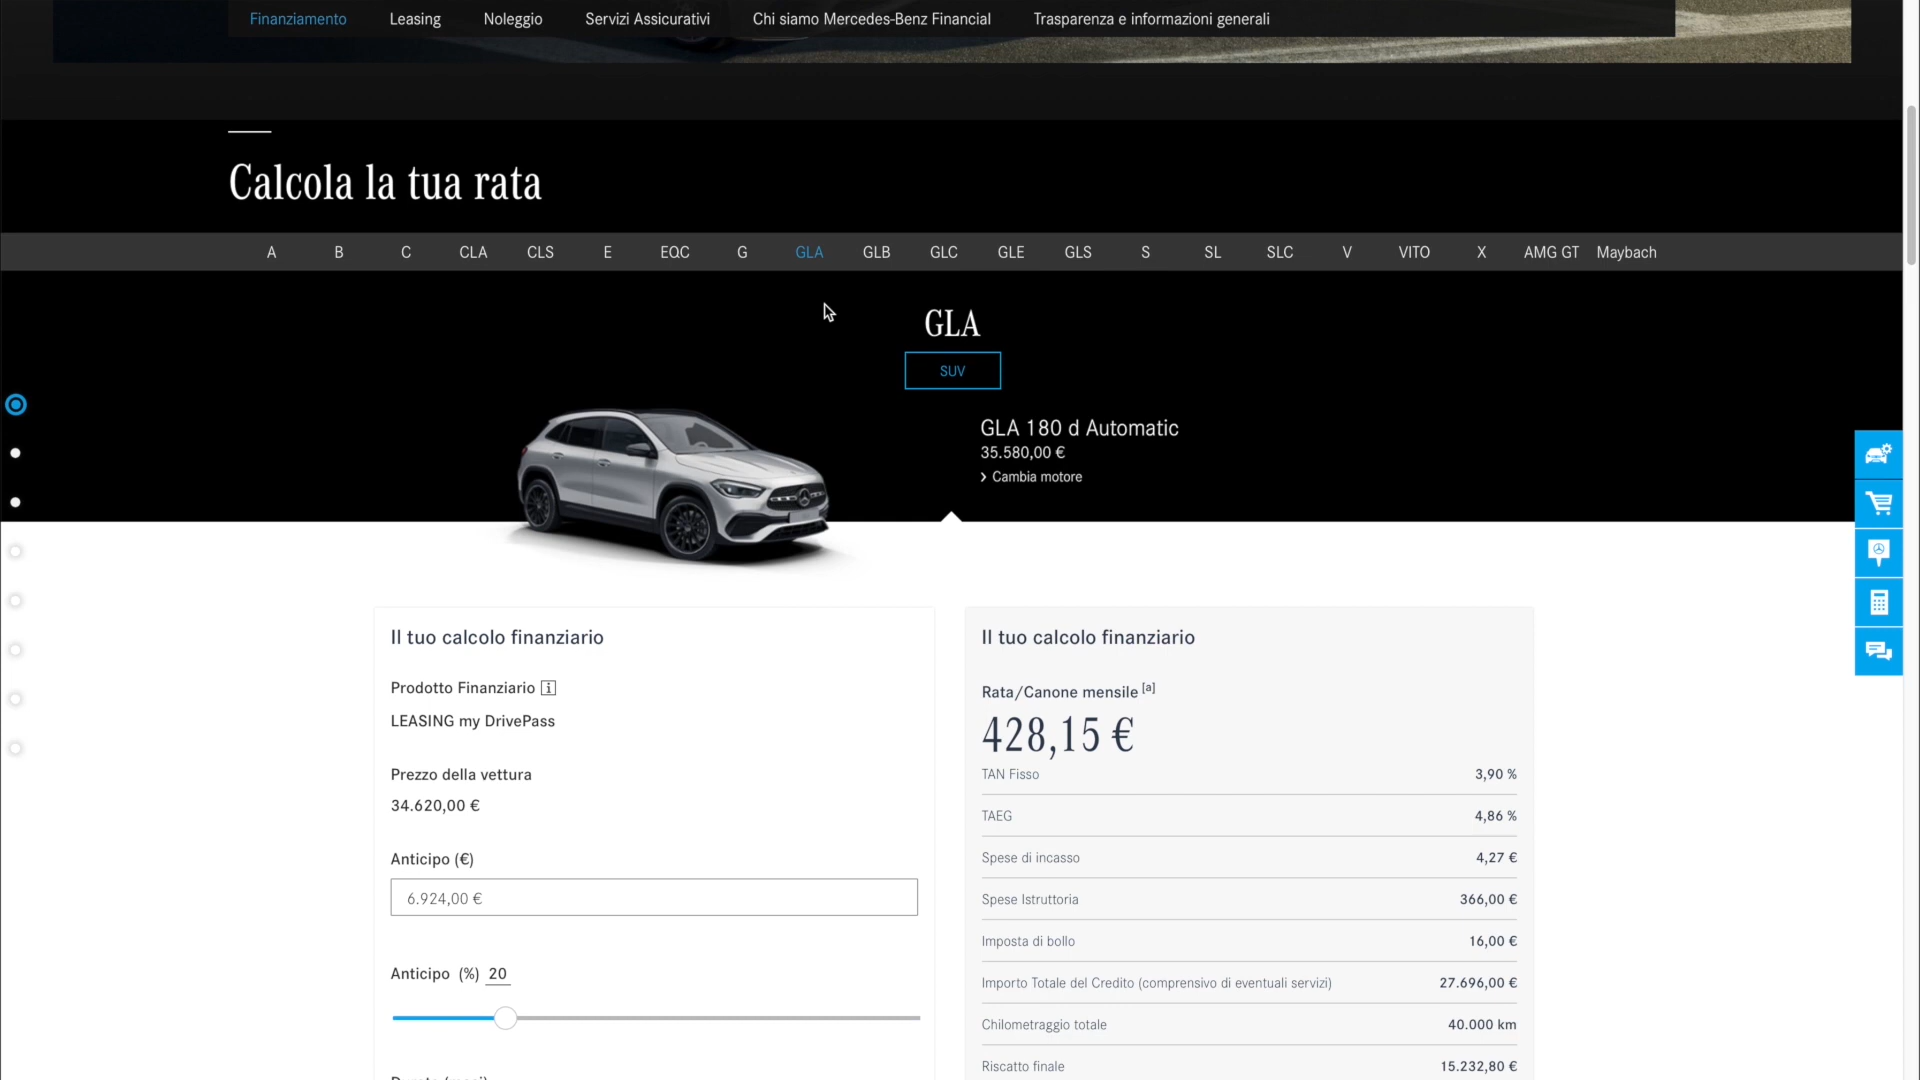 Finanziamento Leasing Noleggio Servizi Assicurativi Chi siamo Mercedes-Benz Financial Trasparenza e informazioni generali
Calcola la tua rata
A B C CLA CLS E EQC G GLA GLB GLC GLE GLS S SL SLC V VITO X AMG GT Maybach
GLA
SUV
GLA 180 d Automatic
35.580,00 €
Cambia motore
Il tuo calcolo finanziario
Prodotto Finanziario i
LEASING my DrivePass
Prezzo della vettura
34.620,00 €
Anticipo (€)
6.924,00 €
Anticipo (%) 20
Il tuo calcolo finanziario
Rata/Canone mensile [a]
428,15 €
TAN Fisso 3,90 %
TAEG 4,86 %
Spese di incasso 4,27 €
Spese Istruttoria 366,00 €
Imposta di bollo 16,00 €
Importo Totale del Credito (comprensivo di eventuali servizi) 27.696,00 €
Chilometraggio totale 40.000 km
Riscatto finale 15.232,80 €